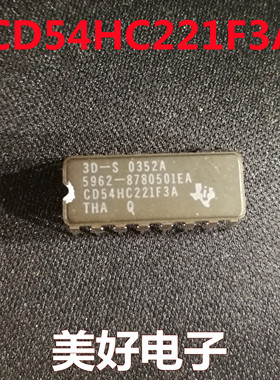 CD54HC221F3A
3D-S 0352A
5962-8780501EA
CD54HC221F3A
THA Q
美好电子